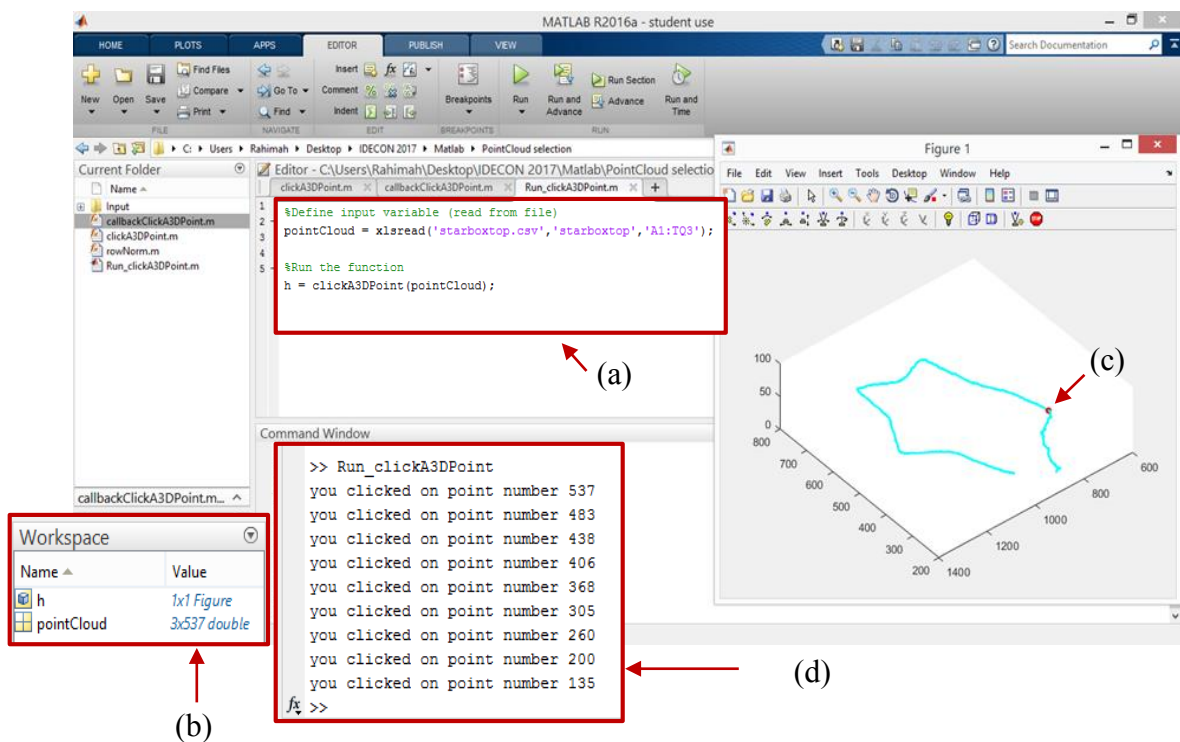 MATLAB R2016a - student use
HOME PLOTS APPS EDITOR PUBLISH VIEW
Search Documentation
New Open Save
Find Files
Compare
Print
Go To
Find
Insert fx
Comment
Indent
Breakpoints
Run
Run and Advance
Run Section
Advance
Run and Time
FILE NAVIGATE EDIT BREAKPOINTS RUN
C: Users Rahimah Desktop IDECON 2017 Matlab PointCloud selection
Current Folder
Name
Input
callbackClickA3DPoint.m
clickA3DPoint.m
rowNorm.m
Run_clickA3DPoint.m
callbackClickA3DPoint.m...
Editor - C:\Users\Rahimah\Desktop\IDECON 2017\Matlab\PointCloud selectio
clickA3DPoint.m callbackClickA3DPoint.m Run_clickA3DPoint.m +
1
2
3
4
5
%Define input variable (read from file)
pointCloud = xlsread('starboxtop.csv','starboxtop','A1:TQ3');
%Run the function
h = clickA3DPoint(pointCloud);
(a)
Command Window
>> Run_clickA3DPoint
you clicked on point number 537
you clicked on point number 483
you clicked on point number 438
you clicked on point number 406
you clicked on point number 368
you clicked on point number 305
you clicked on point number 260
you clicked on point number 200
you clicked on point number 135
fx >>
(d)
Workspace
Name Value
h 1x1 Figure
pointCloud 3x537 double
(b)
Figure 1
File Edit View Insert Tools Desktop Window Help
(c)
100
50
0
800
700
600
500
400
300
200
1400
1200
1000
800
600